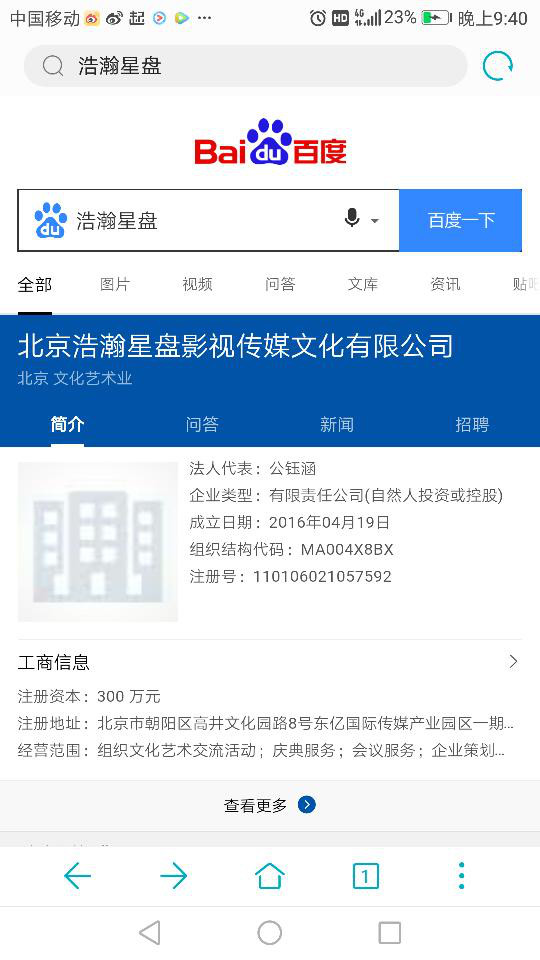 中国移动 起 ··· HD 4G 23% 晚上9:40
浩瀚星盘
Bai du 百度
du 浩瀚星盘 百度一下
全部 图片 视频 问答 文库 资讯 贴吧
北京浩瀚星盘影视传媒文化有限公司
北京 文化艺术业
简介 问答 新闻 招聘
法人代表：公钰涵
企业类型：有限责任公司(自然人投资或控股)
成立日期：2016年04月19日
组织结构代码：MA004X8BX
注册号：110106021057592
工商信息
注册资本：300 万元
注册地址：北京市朝阳区高井文化园路8号东亿国际传媒产业园区一期...
经营范围：组织文化艺术交流活动；庆典服务；会议服务；企业策划...
查看更多
1